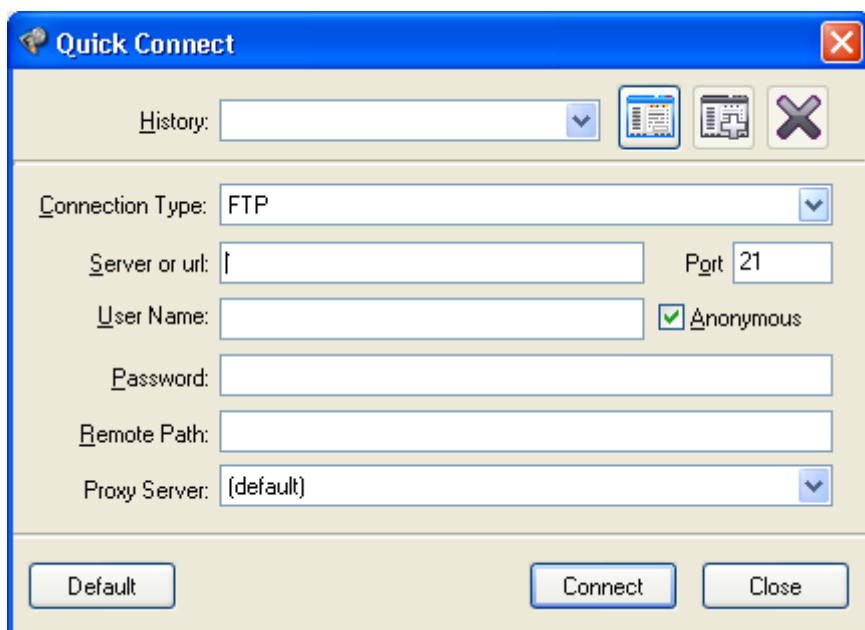 Quick Connect
History:
Connection Type: FTP
Server or url: Port 21
User Name: Anonymous
Password:
Remote Path:
Proxy Server: (default)
Default Connect Close